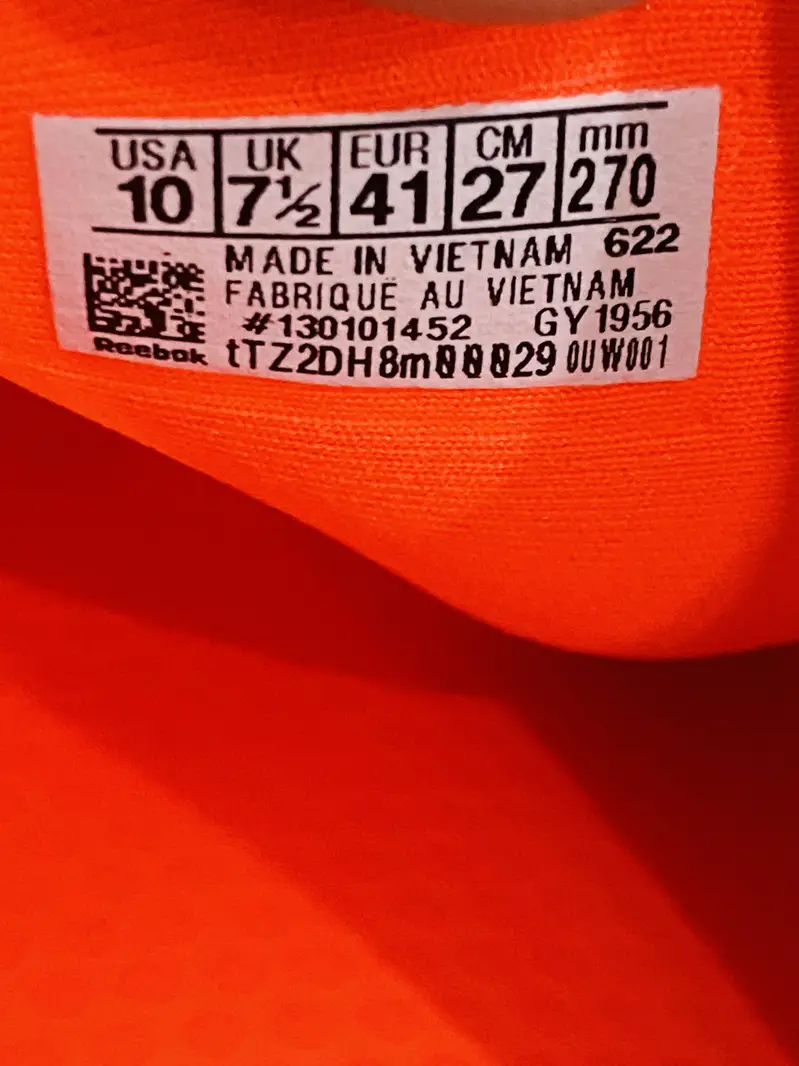 USA UK EUR CM mm
10 7½ 41 27 270
MADE IN VIETNAM 622
FABRIQUÉ AU VIETNAM
#130101452 GY1956
Reebok tTZ2DH8m00029 0UW001